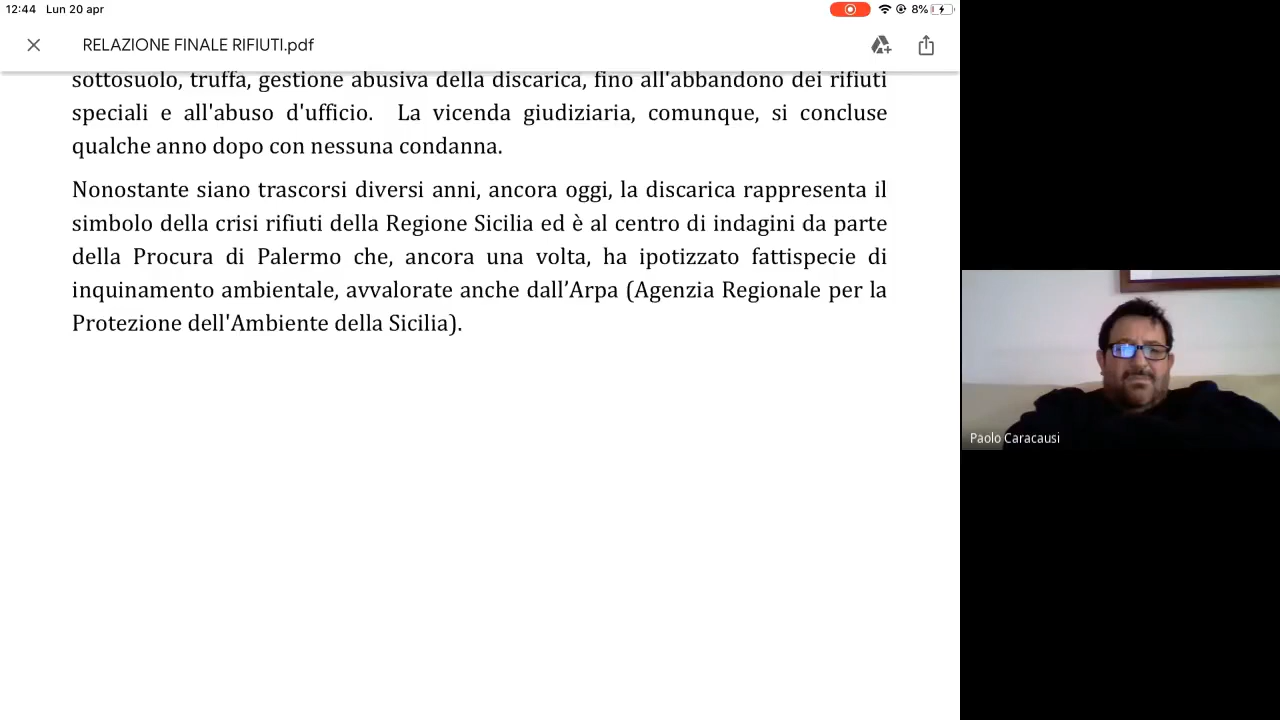 12:44 Lun 20 apr 8%
RELAZIONE FINALE RIFIUTI.pdf
sottosuolo, truffa, gestione abusiva della discarica, fino all'abbandono dei rifiuti
speciali e all'abuso d'ufficio. La vicenda giudiziaria, comunque, si concluse
qualche anno dopo con nessuna condanna.
Nonostante siano trascorsi diversi anni, ancora oggi, la discarica rappresenta il
simbolo della crisi rifiuti della Regione Sicilia ed è al centro di indagini da parte
della Procura di Palermo che, ancora una volta, ha ipotizzato fattispecie di
inquinamento ambientale, avvalorate anche dall’Arpa (Agenzia Regionale per la
Protezione dell'Ambiente della Sicilia).
Paolo Caracausi